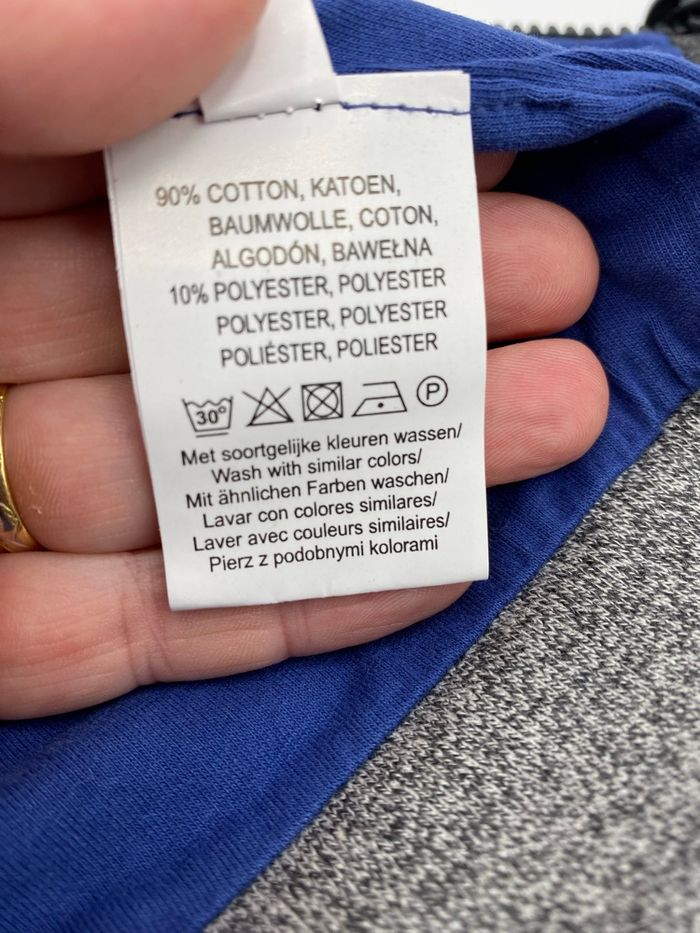 90% COTTON, KATOEN,
BAUMWOLLE, COTON,
ALGODÓN, BAWEŁNA
10% POLYESTER, POLYESTER
POLYESTER, POLYESTER
POLIÉSTER, POLIESTER
30° P
Met soortgelijke kleuren wassen/
Wash with similar colors/
Mit ähnlichen Farben waschen/
Lavar con colores similares/
Laver avec couleurs similaires/
Pierz z podobnymi kolorami